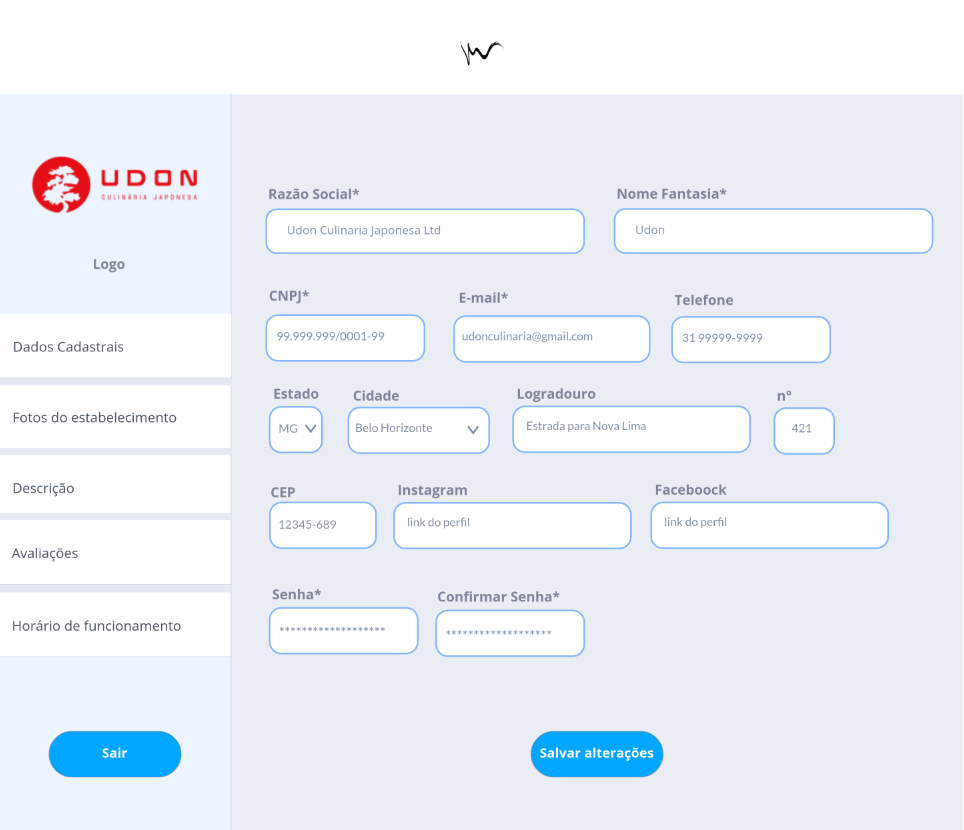 UDON
CULINÁRIA JAPONESA
Logo
Dados Cadastrais
Fotos do estabelecimento
Descrição
Avaliações
Horário de funcionamento
Sair
Razão Social*
Nome Fantasia*
Udon Culinaria Japonesa Ltd
Udon
CNPJ*
E-mail*
Telefone
99.999.999/0001-99
udonculinaria@gmail.com
31 99999-9999
Estado
Cidade
Logradouro
n°
MG
Belo Horizonte
Estrada para Nova Lima
421
CEP
Instagram
Faceboock
12345-689
link do perfil
link do perfil
Senha*
Confirmar Senha*
*******************
*******************
Salvar alterações